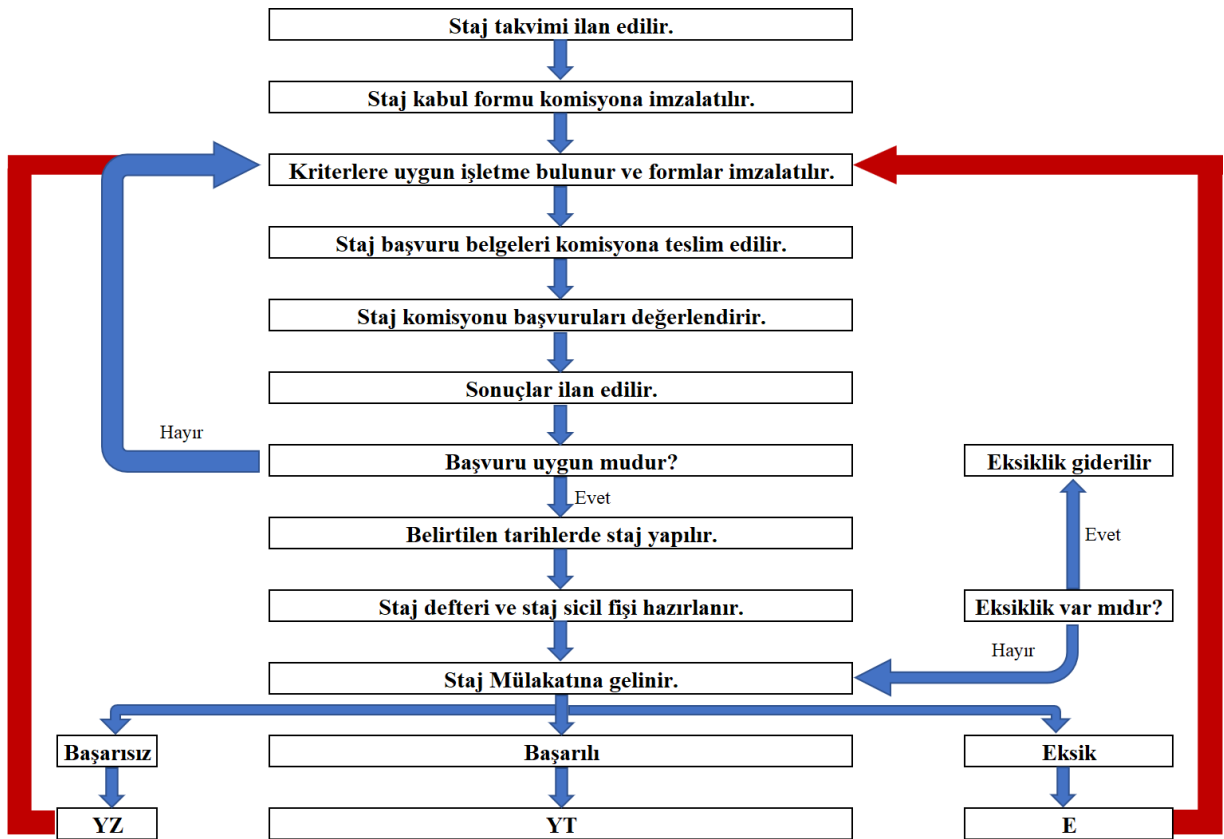 Staj takvimi ilan edilir.
Staj kabul formu komisyona imzalatılır.
Kriterlere uygun işletme bulunur ve formlar imzalatılır.
Staj başvuru belgeleri komisyona teslim edilir.
Staj komisyonu başvuruları değerlendirir.
Sonuçlar ilan edilir.
Hayır
Başvuru uygun mudur?
Eksiklik giderilir
Evet
Belirtilen tarihlerde staj yapılır.
Evet
Staj defteri ve staj sicil fişi hazırlanır.
Eksiklik var mıdır?
Hayır
Staj Mülakatına gelinir.
Başarısız
Başarılı
Eksik
YZ
YT
E